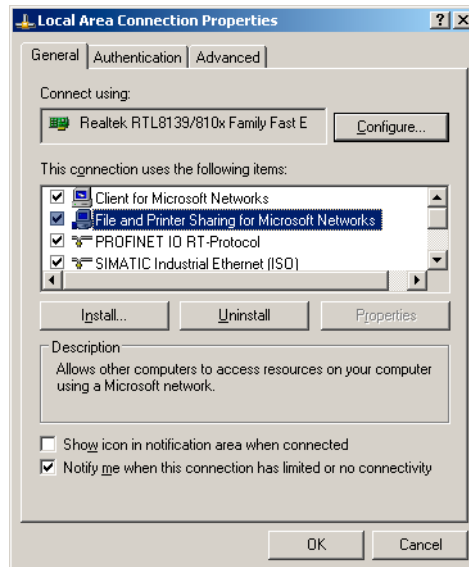 Local Area Connection Properties
General Authentication Advanced
Connect using:
Realtek RTL8139/810x Family Fast E Configure...
This connection uses the following items:
Client for Microsoft Networks
File and Printer Sharing for Microsoft Networks
PROFINET IO RT-Protocol
SIMATIC Industrial Ethernet (ISO)
Install... Uninstall Properties
Description
Allows other computers to access resources on your computer
using a Microsoft network.
Show icon in notification area when connected
Notify me when this connection has limited or no connectivity
OK Cancel